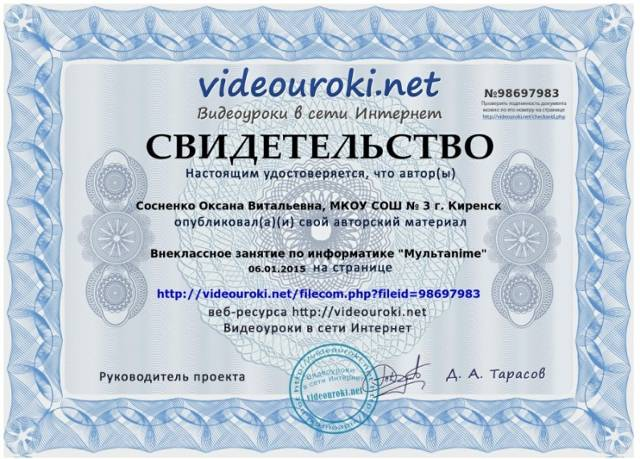 videouroki.net
№98697983
Видеоуроки в сети Интернет
Проверить подлинность документа
можно по его номеру на странице
http://videouroki.net/checkanl.php
СВИДЕТЕЛЬСТВО
Настоящим удостоверяется, что автор(ы)
Сосненко Оксана Витальевна, МКОУ СОШ № 3 г. Киренск
опубликовал(а)(и) свой авторский материал
Внеклассное занятие по информатике "Мультanime"
06.01.2015 на странице
http://videouroki.net/filecom.php?fileid=98697983
веб-ресурса http://videouroki.net
Видеоуроки в сети Интернет
Руководитель проекта
Видеоуроки
в сети Интернет
videouroki.net
Д. А. Тарасов